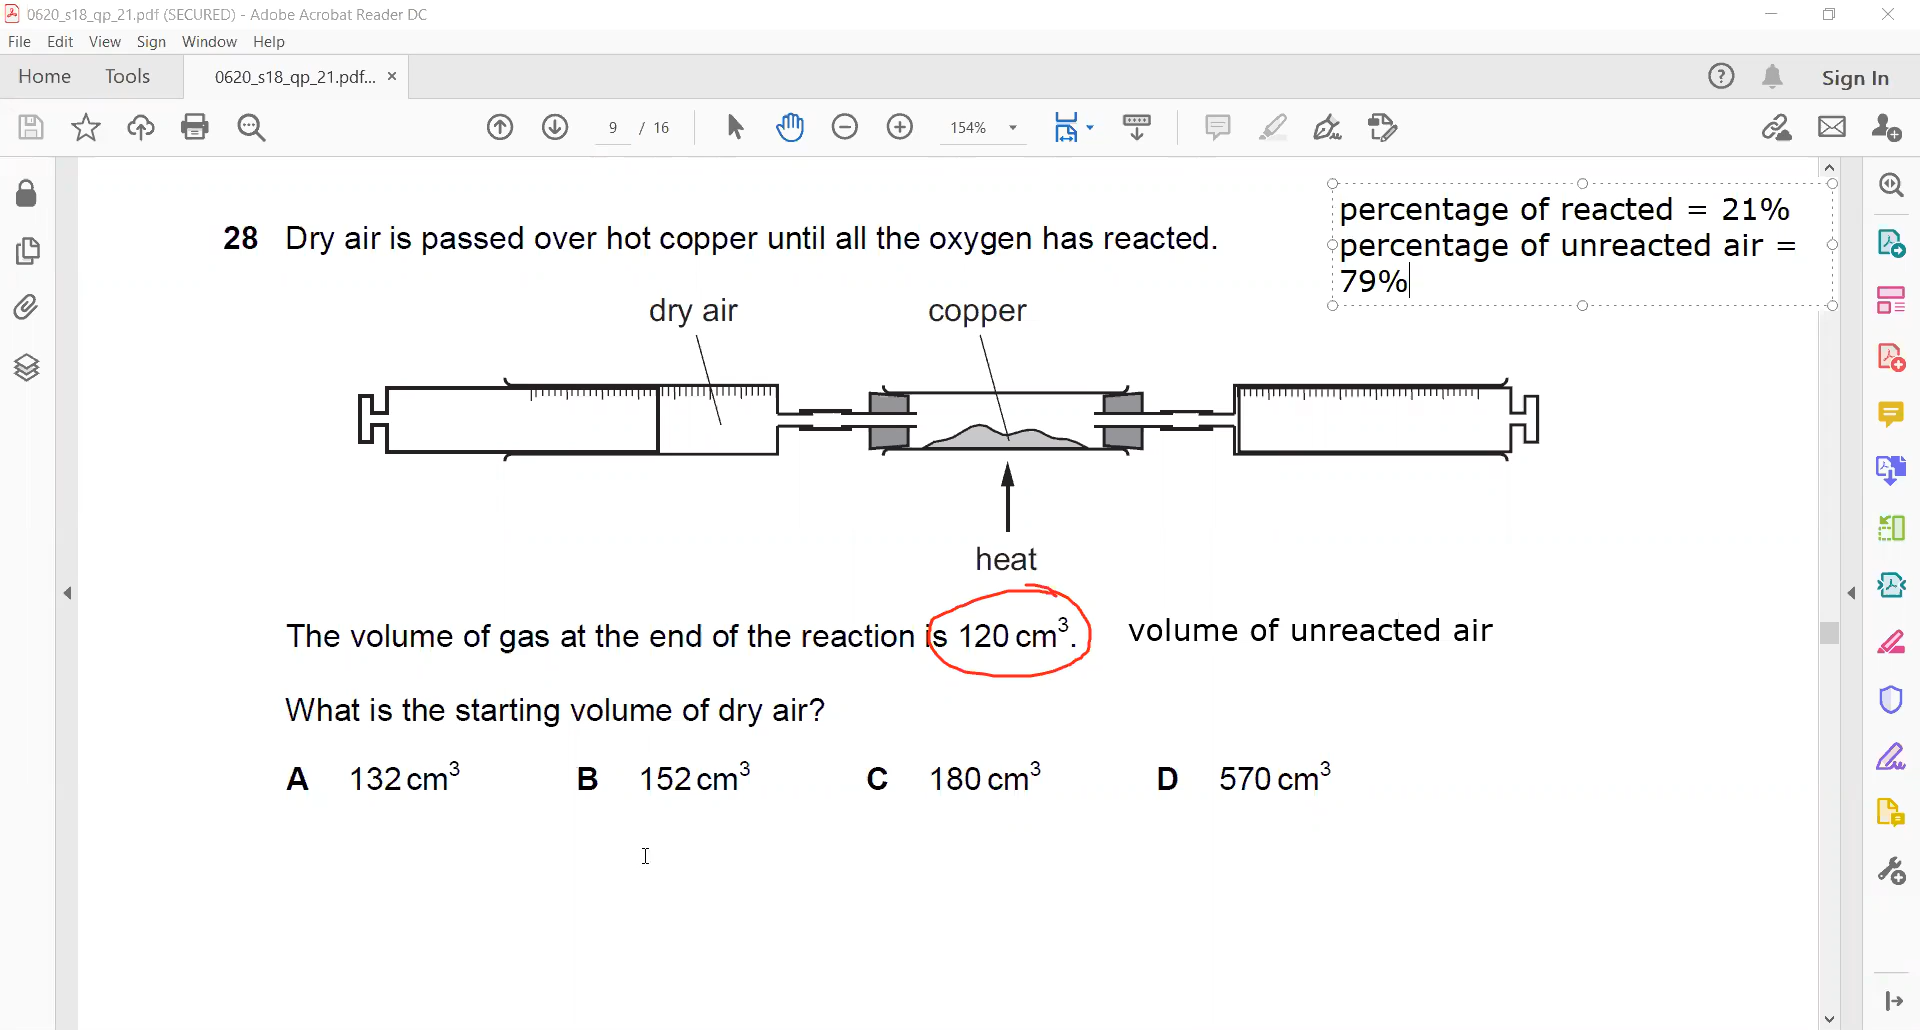 0620_s18_qp_21.pdf (SECURED) - Adobe Acrobat Reader DC
File Edit View Sign Window Help
Home Tools 0620_s18_qp_21.pdf... × Sign In
9 / 16 154%
percentage of reacted = 21%
percentage of unreacted air =
79%
28 Dry air is passed over hot copper until all the oxygen has reacted.
dry air copper
heat
The volume of gas at the end of the reaction is 120 cm³. volume of unreacted air
What is the starting volume of dry air?
A 132 cm³ B 152 cm³ C 180 cm³ D 570 cm³